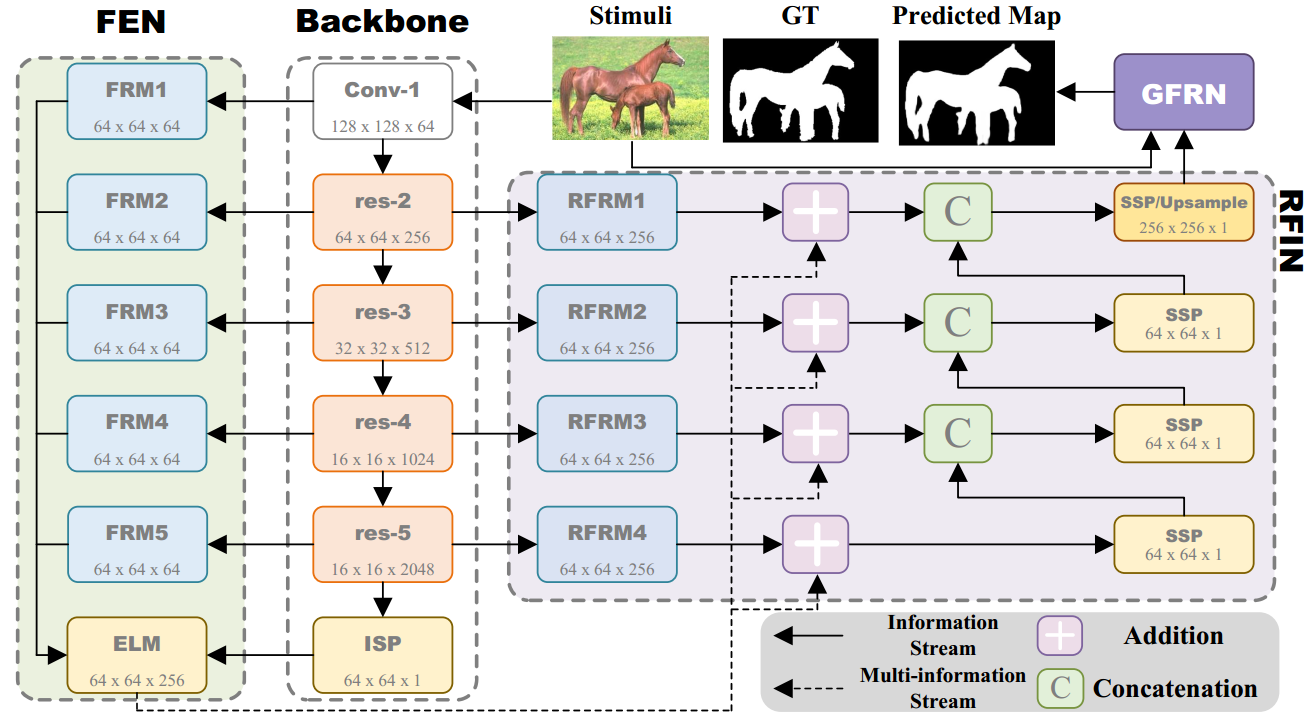 FEN
Backbone
Stimuli
GT
Predicted Map
FRM1
64 x 64 x 64
Conv-1
128 x 128 x 64
GFRN
FRM2
64 x 64 x 64
res-2
64 x 64 x 256
RFRM1
64 x 64 x 256
C
SSP/Upsample
256 x 256 x 1
RFIN
FRM3
64 x 64 x 64
res-3
32 x 32 x 512
RFRM2
64 x 64 x 256
C
SSP
64 x 64 x 1
FRM4
64 x 64 x 64
res-4
16 x 16 x 1024
RFRM3
64 x 64 x 256
C
SSP
64 x 64 x 1
FRM5
64 x 64 x 64
res-5
16 x 16 x 2048
RFRM4
64 x 64 x 256
SSP
64 x 64 x 1
ELM
64 x 64 x 256
ISP
64 x 64 x 1
Information
Stream
Addition
Multi-information
Stream
C
Concatenation